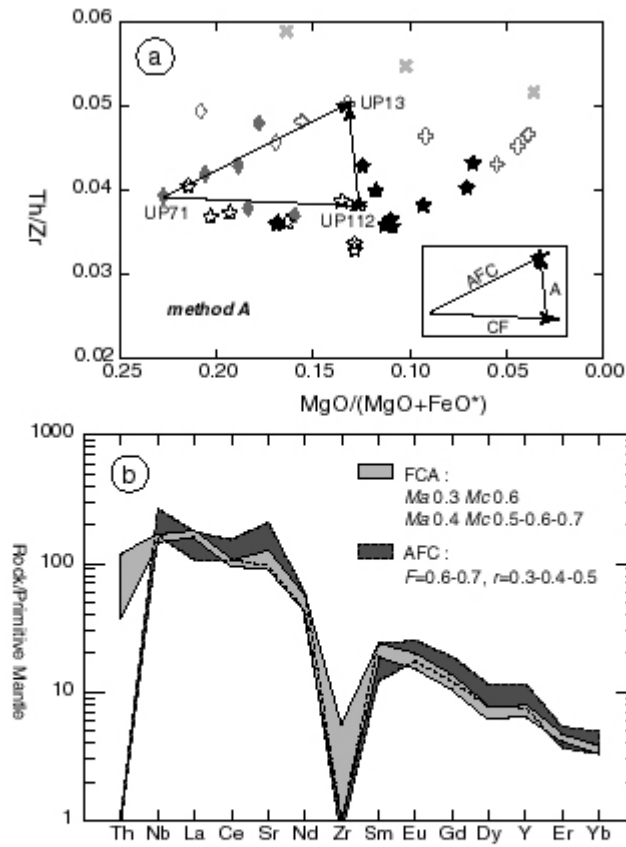 0.06
a
UP13
0.05
Th/Zr
0.04
UP71
UP112
AFC
A
0.03
CF
method A
0.02
0.25 0.20 0.15 0.10 0.05 0.00
MgO/(MgO+FeO*)
1000
b
FCA :
Ma 0.3 Mc 0.6
Ma 0.4 Mc 0.5-0.6-0.7
AFC :
F=0.6-0.7, r=0.3-0.4-0.5
100
Rock/Primitive Mantle
10
1
Th Nb La Ce Sr Nd Zr Sm Eu Gd Dy Y Er Yb